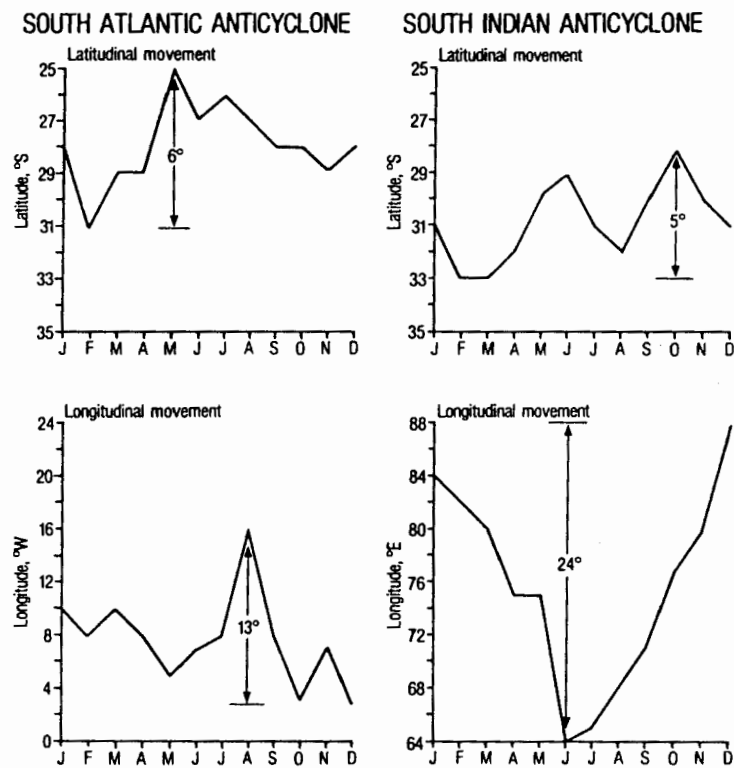 SOUTH ATLANTIC ANTICYCLONE
Latitudinal movement
Latitude, °S
25
27
29
31
33
35
6°
J F M A M J J A S O N D
SOUTH INDIAN ANTICYCLONE
Latitudinal movement
Latitude, °S
25
27
29
31
33
35
5°
J F M A M J J A S O N D
Longitudinal movement
Longitude, °W
24
20
16
12
8
4
0
13°
J F M A M J J A S O N D
Longitudinal movement
Longitude, °E
88
84
80
76
72
68
64
24°
J F M A M J J A S O N D